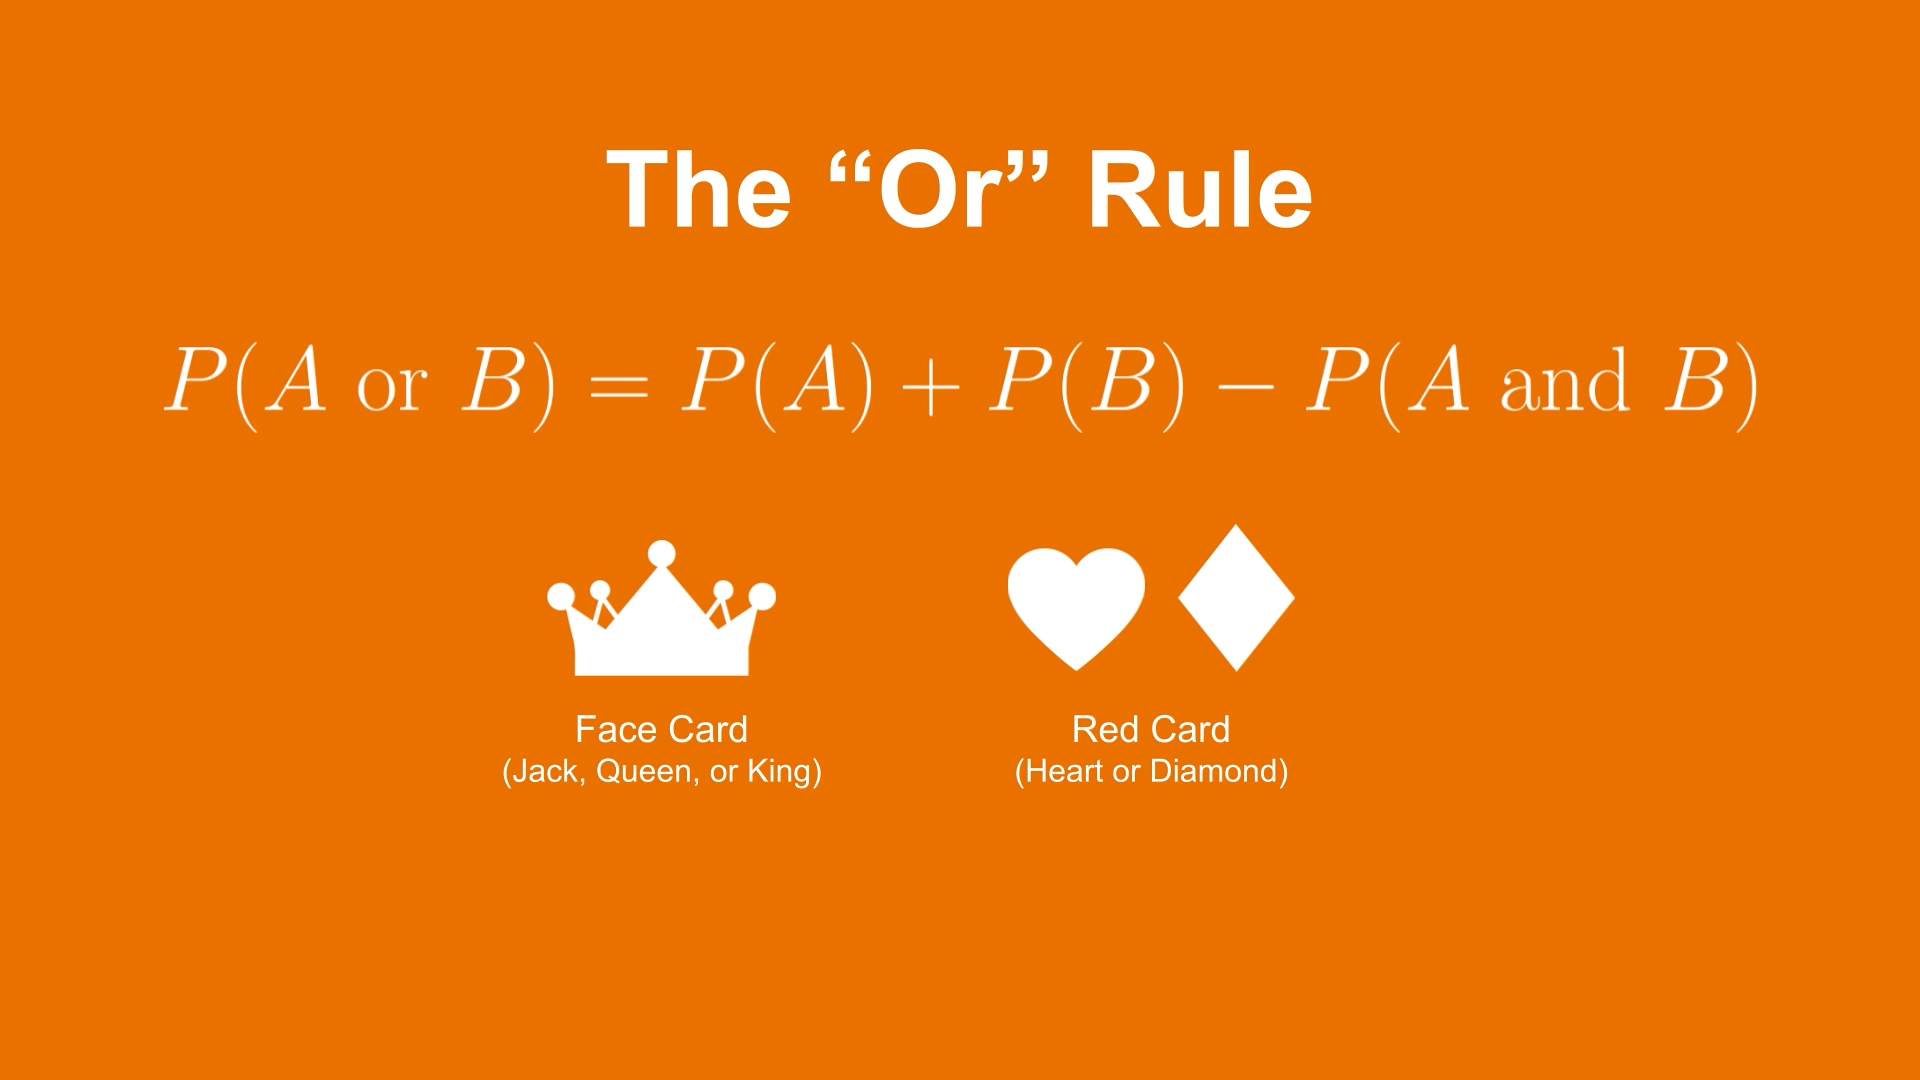 The “Or” Rule
P(A or B) = P(A) + P(B) − P(A and B)
Face Card
(Jack, Queen, or King)
Red Card
(Heart or Diamond)